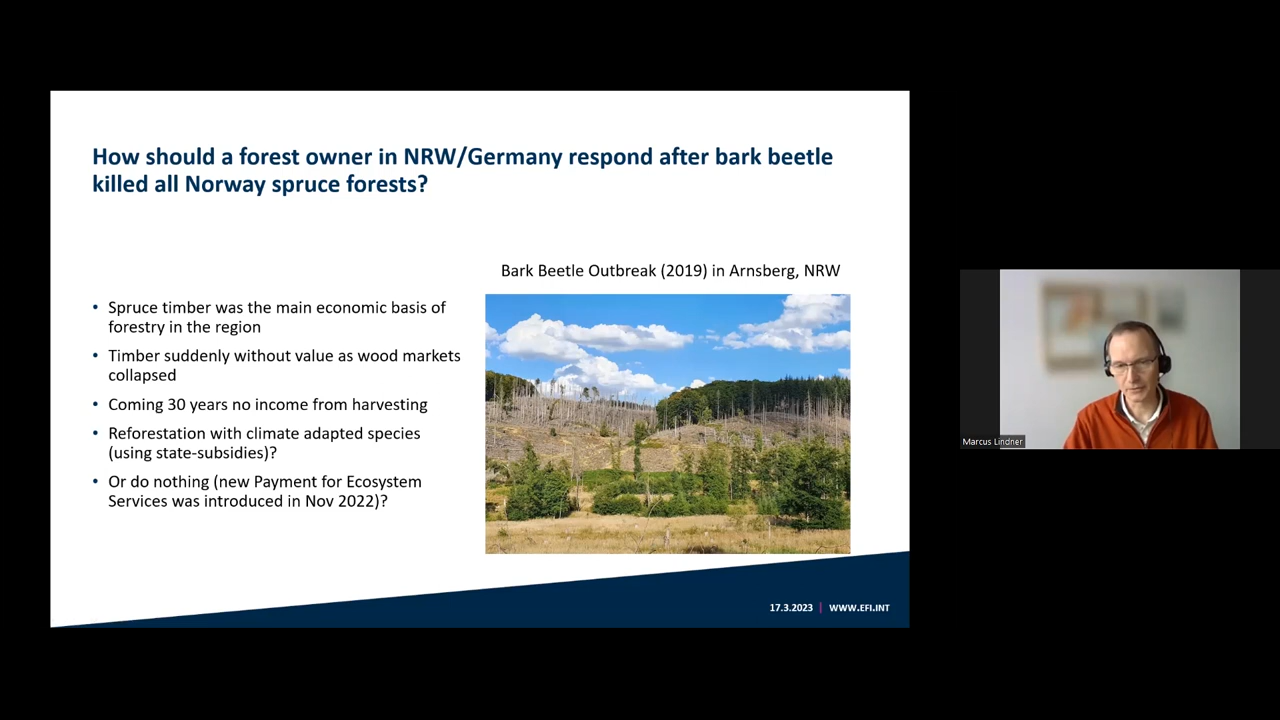 How should a forest owner in NRW/Germany respond after bark beetle
killed all Norway spruce forests?
Bark Beetle Outbreak (2019) in Arnsberg, NRW
• Spruce timber was the main economic basis of
forestry in the region
• Timber suddenly without value as wood markets
collapsed
• Coming 30 years no income from harvesting
• Reforestation with climate adapted species
(using state-subsidies)?
• Or do nothing (new Payment for Ecosystem
Services was introduced in Nov 2022)?
17.3.2023 | WWW.EFI.INT
Marcus Lindner